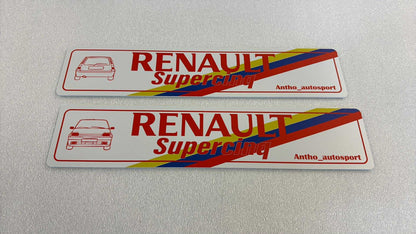 RENAULT
Supercinq
Antho_autosport
RENAULT
Supercinq
Antho_autosport